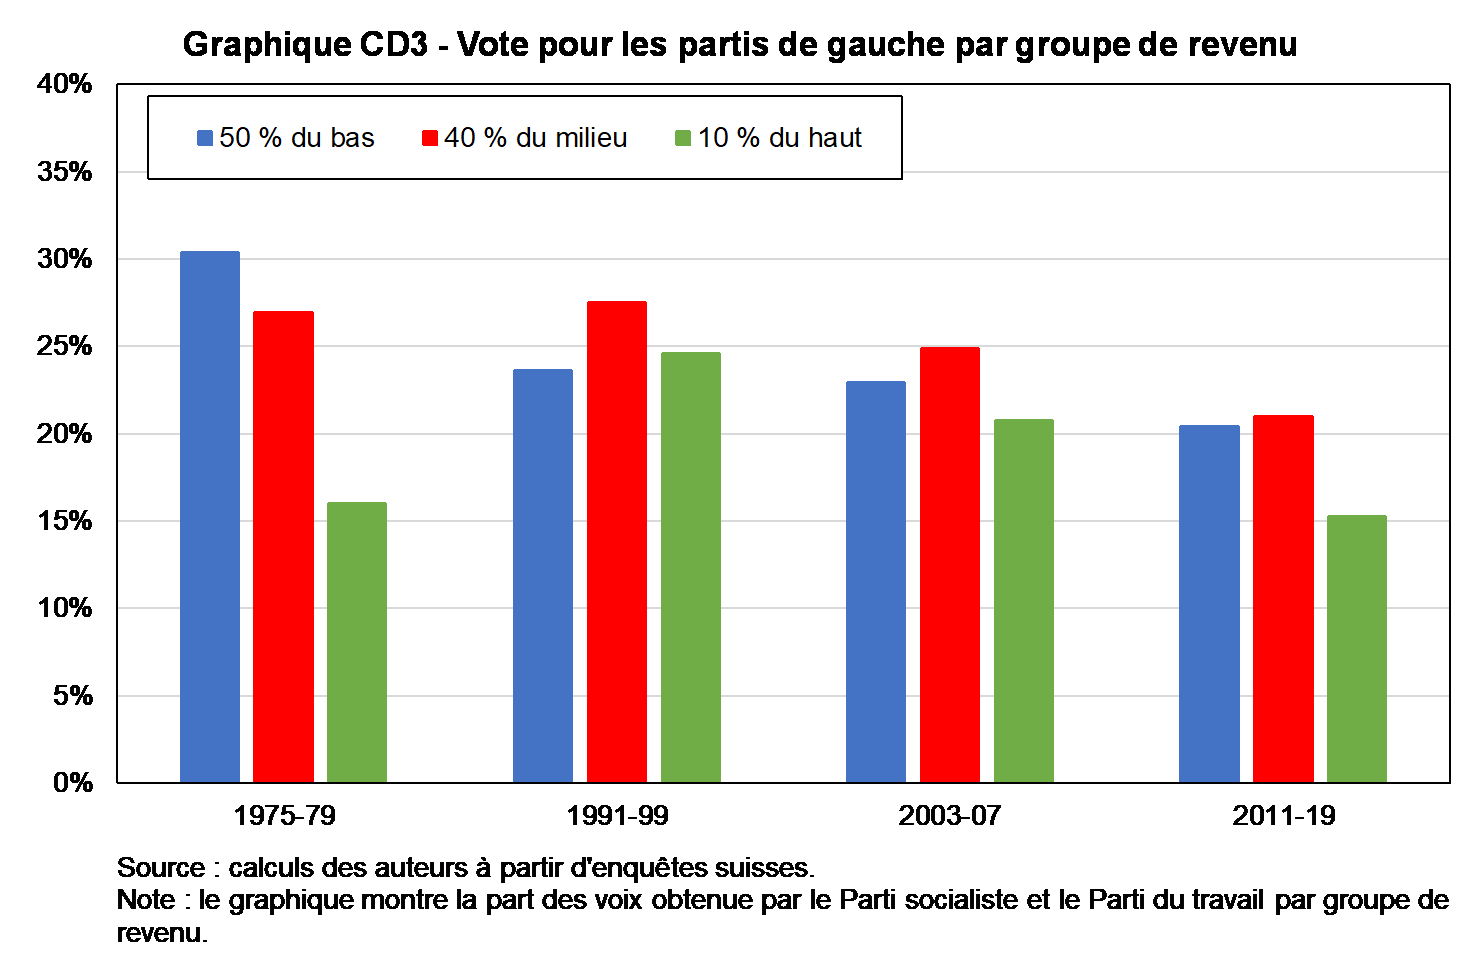 Graphique CD3 - Vote pour les partis de gauche par groupe de revenu
40%
35%
30%
25%
20%
15%
10%
5%
0%
50 % du bas
40 % du milieu
10 % du haut
1975-79
1991-99
2003-07
2011-19
Source : calculs des auteurs à partir d'enquêtes suisses.
Note : le graphique montre la part des voix obtenue par le Parti socialiste et le Parti du travail par groupe de
revenu.